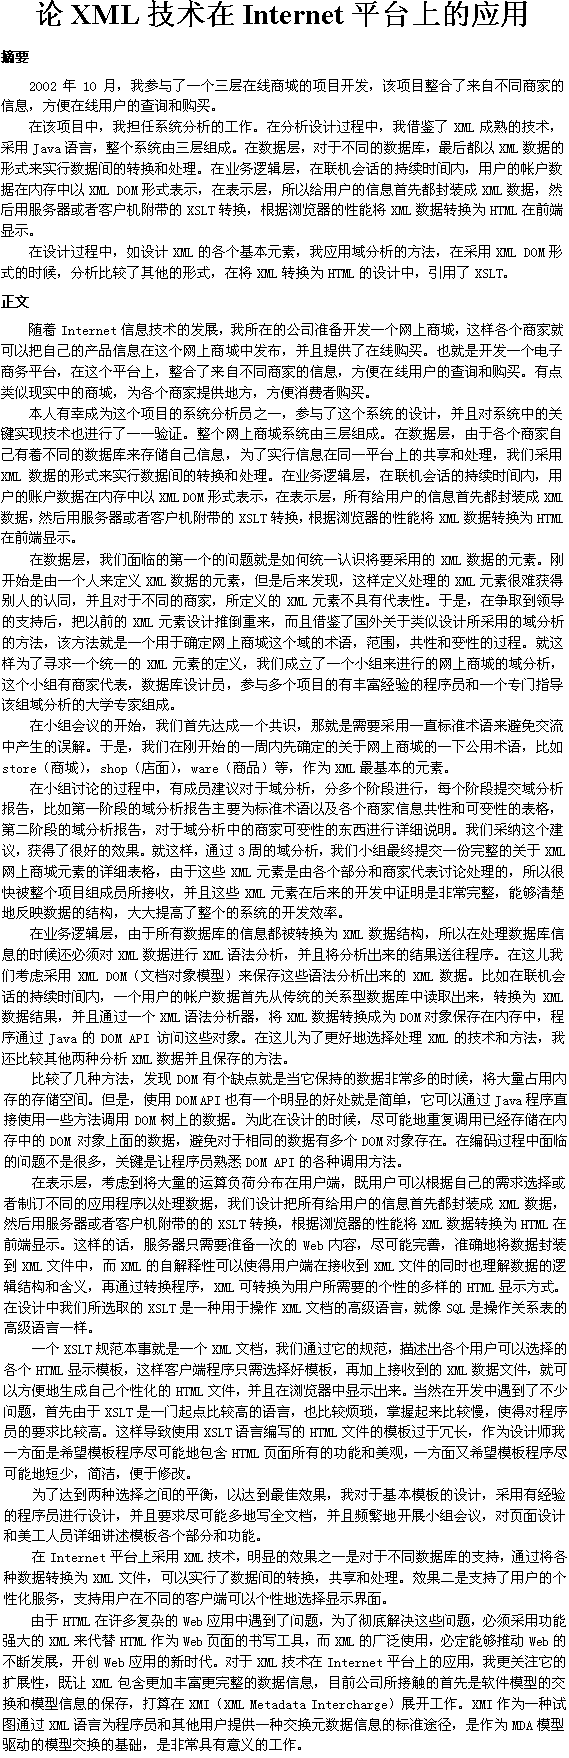 论 XML 技术在 Internet 平台上的应用
摘要
2002 年 10 月，我参与了一个三层在线商城的项目开发，该项目整合了来自不同商家的
信息，方便在线用户的查询和购买。
在该项目中，我担任系统分析的工作。在分析设计过程中，我借鉴了 XML 成熟的技术，
采用 Java 语言，整个系统由三层组成。在数据层，对于不同的数据库，最后都以 XML 数据的
形式来实行数据间的转换和处理。在业务逻辑层，在联机会话的持续时间内，用户的帐户数
据在内存中以 XML DOM 形式表示，在表示层，所以给用户的信息首先都封装成 XML 数据，然
后用服务器或者客户机附带的 XSLT 转换，根据浏览器的性能将 XML 数据转换为 HTML 在前端
显示。
在设计过程中，如设计 XML 的各个基本元素，我应用域分析的方法，在采用 XML DOM 形
式的时候，分析比较了其他的形式，在将 XML 转换为 HTML 的设计中，引用了 XSLT。
正文
随着 Internet 信息技术的发展，我所在的公司准备开发一个网上商城，这样各个商家就
可以把自己的产品信息在这个网上商城中发布，并且提供了在线购买。也就是开发一个电子
商务平台，在这个平台上，整合了来自不同商家的信息，方便在线用户的查询和购买。有点
类似现实中的商城，为各个商家提供地方，方便消费者购买。
本人有幸成为这个项目的系统分析员之一，参与了这个系统的设计，并且对系统中的关
键实现技术也进行了一一验证。整个网上商城系统由三层组成。在数据层，由于各个商家自
己有着不同的数据库来存储自己信息，为了实行信息在同一平台上的共享和处理，我们采用
XML 数据的形式来实行数据间的转换和处理。在业务逻辑层，在联机会话的持续时间内，用
户的账户数据在内存中以 XML DOM 形式表示，在表示层，所有给用户的信息首先都封装成 XML
数据，然后用服务器或者客户机附带的 XSLT 转换，根据浏览器的性能将 XML 数据转换为 HTML
在前端显示。
在数据层，我们面临的第一个的问题就是如何统一认识将要采用的 XML 数据的元素。刚
开始是由一个人来定义 XML 数据的元素，但是后来发现，这样定义处理的 XML 元素很难获得
别人的认同，并且对于不同的商家，所定义的 XML 元素不具有代表性。于是，在争取到领导
的支持后，把以前的 XML 元素设计推倒重来，而且借鉴了国外关于类似设计所采用的域分析
的方法，该方法就是一个用于确定网上商城这个域的术语，范围，共性和变性的过程。就这
样为了寻求一个统一的 XML 元素的定义，我们成立了一个小组来进行的网上商城的域分析，
这个小组有商家代表，数据库设计员，参与多个项目的有丰富经验的程序员和一个专门指导
该组域分析的大学专家组成。
在小组会议的开始，我们首先达成一个共识，那就是需要采用一直标准术语来避免交流
中产生的误解。于是，我们在刚开始的一周内先确定的关于网上商城的一下公用术语，比如
store（商城），shop（店面），ware（商品）等，作为 XML 最基本的元素。
在小组讨论的过程中，有成员建议对于域分析，分多个阶段进行，每个阶段提交域分析
报告，比如第一阶段的域分析报告主要为标准术语以及各个商家信息共性和可变性的表格，
第二阶段的域分析报告，对于域分析中的商家可变性的东西进行详细说明。我们采纳这个建
议，获得了很好的效果。就这样，通过 3 周的域分析，我们小组最终提交一份完整的关于 XML
网上商城元素的详细表格，由于这些 XML 元素是由各个部分和商家代表讨论处理的，所以很
快被整个项目组成员所接收，并且这些 XML 元素在后来的开发中证明是非常完整，能够清楚
地反映数据的结构，大大提高了整个的系统的开发效率。
在业务逻辑层，由于所有数据库的信息都被转换为 XML 数据结构，所以在处理数据库信
息的时候还必须对 XML 数据进行 XML 语法分析，并且将分析出来的结果送往程序。在这儿我
们考虑采用 XML DOM（文档对象模型）来保存这些语法分析出来的 XML 数据。比如在联机会
话的持续时间内，一个用户的帐户数据首先从传统的关系型数据库中读取出来，转换为 XML
数据结果，并且通过一个 XML 语法分析器，将 XML 数据转换成为 DOM 对象保存在内存中，程
序通过 Java 的 DOM API 访问这些对象。在这儿为了更好地选择处理 XML 的技术和方法，我
还比较其他两种分析 XML 数据并且保存的方法。
比较了几种方法，发现 DOM 有个缺点就是当它保持的数据非常多的时候，将大量占用内
存的存储空间。但是，使用 DOM API 也有一个明显的好处就是简单，它可以通过 Java 程序直
接使用一些方法调用 DOM 树上的数据。为此在设计的时候，尽可能地重复调用已经存储在内
存中的 DOM 对象上面的数据，避免对于相同的数据有多个 DOM 对象存在。在编码过程中面临
的问题不是很多，关键是让程序员熟悉 DOM API 的各种调用方法。
在表示层，考虑到将大量的运算负荷分布在用户端，既用户可以根据自己的需求选择或
者制订不同的应用程序以处理数据，我们设计把所有给用户的信息首先都封装成 XML 数据，
然后用服务器或者客户机附带的的 XSLT 转换，根据浏览器的性能将 XML 数据转换为 HTML 在
前端显示。这样的话，服务器只需要准备一次的 Web 内容，尽可能完善，准确地将数据封装
到 XML 文件中，而 XML 的自解释性可以使得用户端在接收到 XML 文件的同时也理解数据的逻
辑结构和含义，再通过转换程序，XML 可转换为用户所需要的个性的多样的 HTML 显示方式。
在设计中我们所选取的 XSLT 是一种用于操作 XML 文档的高级语言，就像 SQL 是操作关系表的
高级语言一样。
一个 XSLT 规范本事就是一个 XML 文档，我们通过它的规范，描述出各个用户可以选择的
各个 HTML 显示模板，这样客户端程序只需选择好模板，再加上接收到的 XML 数据文件，就可
以方便地生成自己个性化的 HTML 文件，并且在浏览器中显示出来。当然在开发中遇到了不少
问题，首先由于 XSLT 是一门起点比较高的语言，也比较烦琐，掌握起来比较慢，使得对程序
员的要求比较高。这样导致使用 XSLT 语言编写的 HTML 文件的模板过于冗长，作为设计师我
一方面是希望模板程序尽可能地包含 HTML 页面所有的功能和美观，一方面又希望模板程序尽
可能地短少，简洁，便于修改。
为了达到两种选择之间的平衡，以达到最佳效果，我对于基本模板的设计，采用有经验
的程序员进行设计，并且要求尽可能多地写全文档，并且频繁地开展小组会议，对页面设计
和美工人员详细讲述模板各个部分和功能。
在 Internet 平台上采用 XML 技术，明显的效果之一是对于不同数据库的支持，通过将各
种数据转换为 XML 文件，可以实行了数据间的转换，共享和处理。效果二是支持了用户的个
性化服务，支持用户在不同的客户端可以个性地选择显示界面。
由于 HTML 在许多复杂的 Web 应用中遇到了问题，为了彻底解决这些问题，必须采用功能
强大的 XML 来代替 HTML 作为 Web 页面的书写工具，而 XML 的广泛使用，必定能够推动 Web 的
不断发展，开创 Web 应用的新时代。对于 XML 技术在 Internet 平台上的应用，我更关注它的
扩展性，既让 XML 包含更加丰富更完整的数据信息，目前公司所接触的首先是软件模型的交
换和模型信息的保存，打算在 XMI（XML Metadata Intercharge）展开工作。XMI 作为一种试
图通过 XML 语言为程序员和其他用户提供一种交换元数据信息的标准途径，是作为 MDA 模型
驱动的模型交换的基础，是非常具有意义的工作。